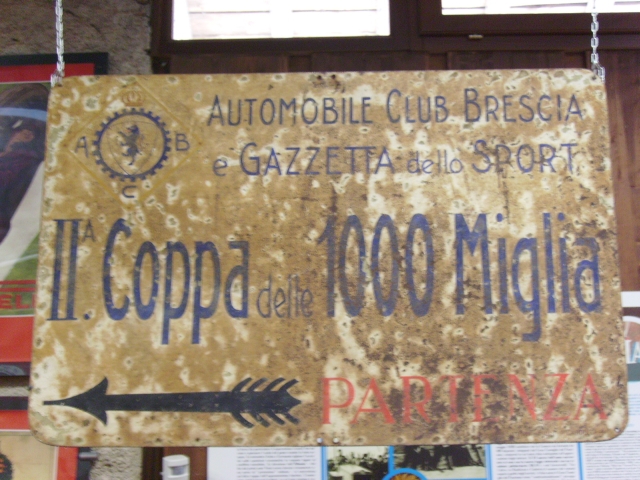 AUTOMOBILE CLUB BRESCIA
A B
C
e GAZZETTA dello SPORT
IIA. Coppa delle 1000 Miglia
PARTENZA